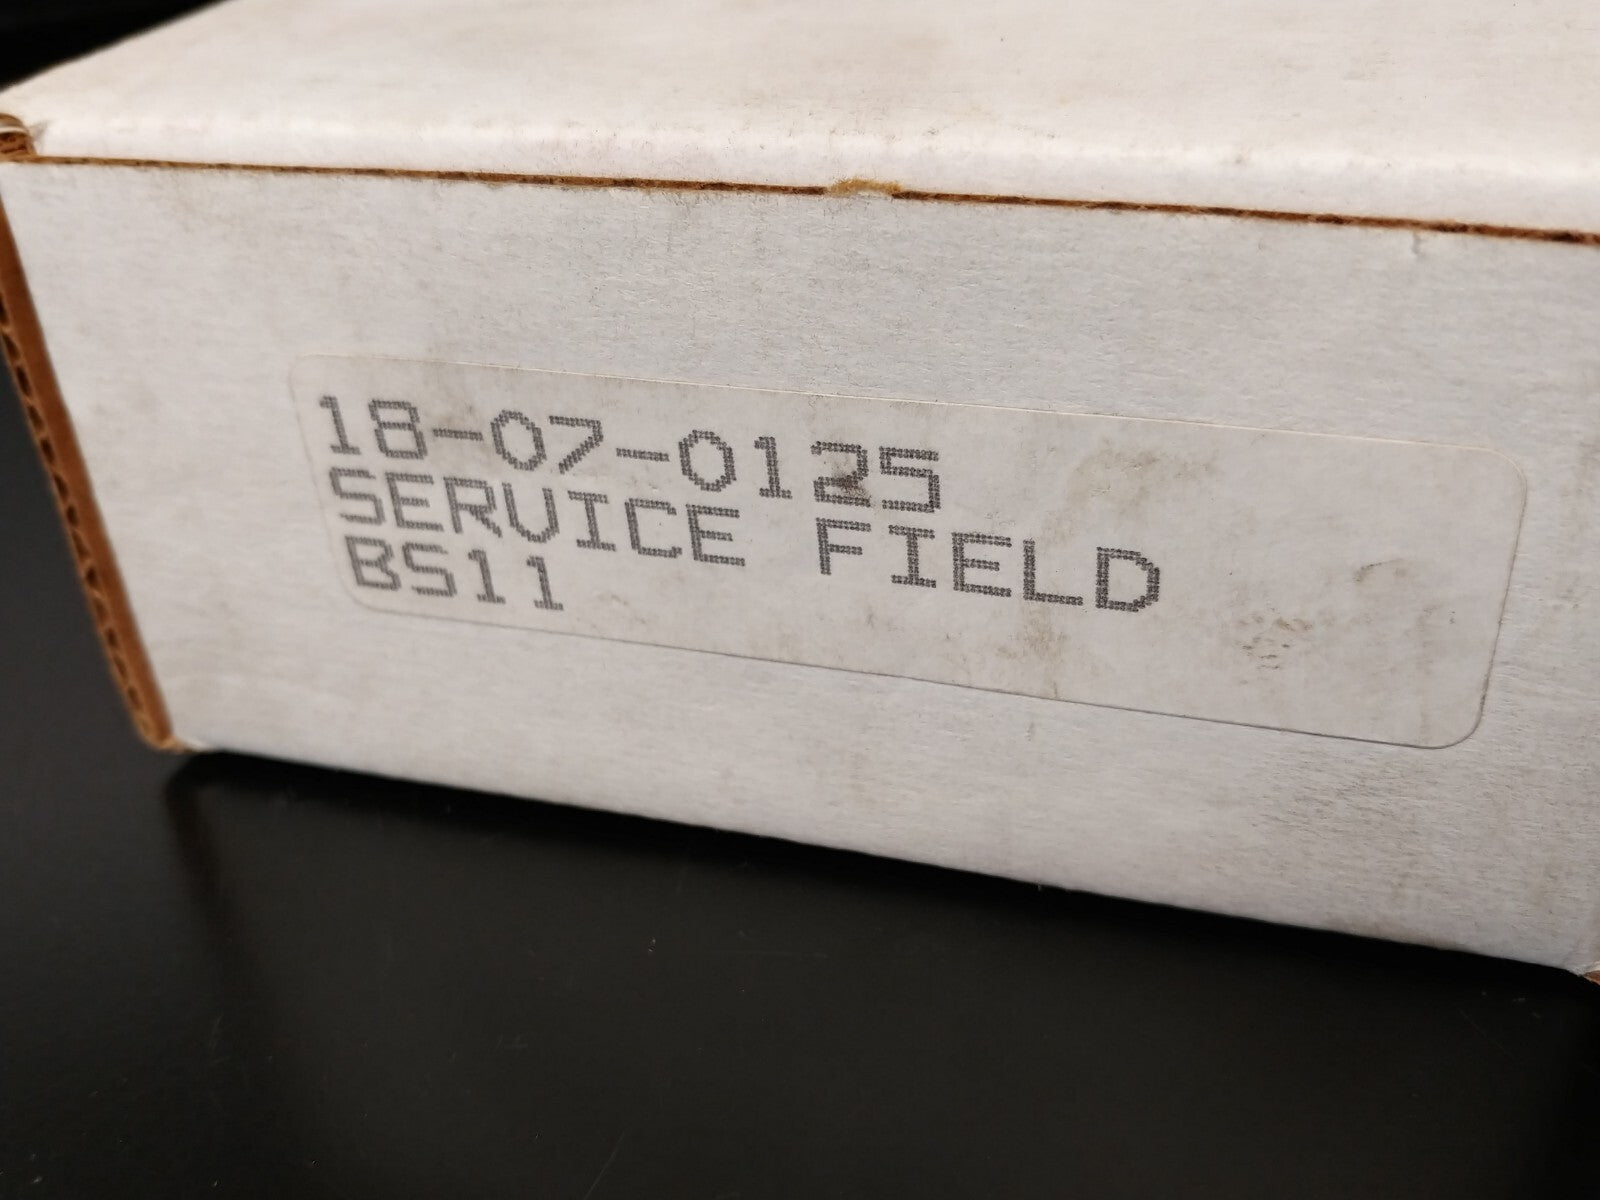 18-07-0125
SERVICE FIELD
BS11